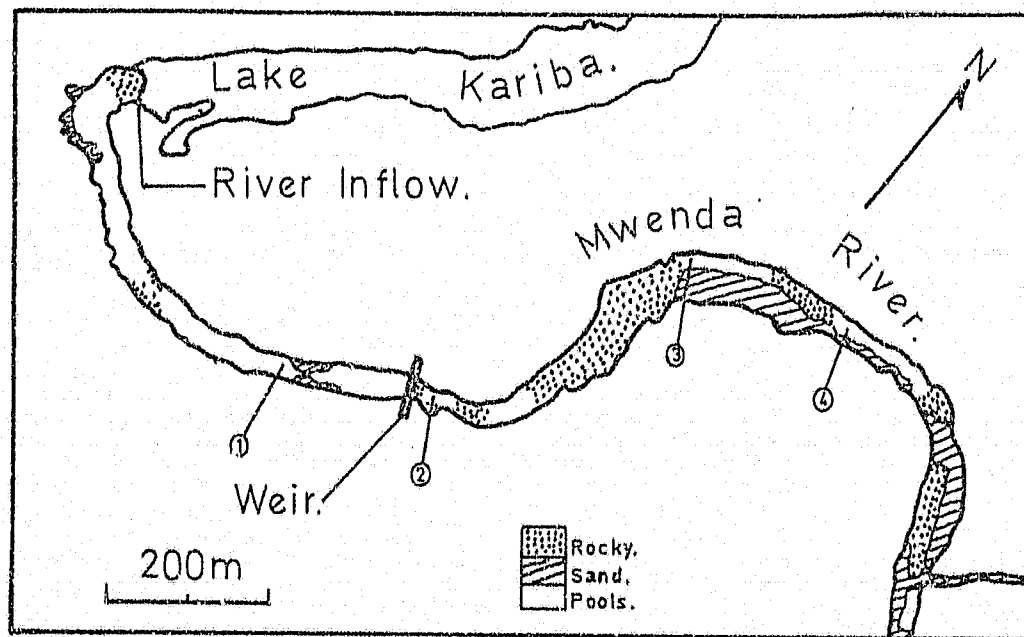 N
Lake Kariba.
River Inflow.
Mwenda River.
③
④
①
②
Weir.
200m
Rocky.
Sand.
Pools.